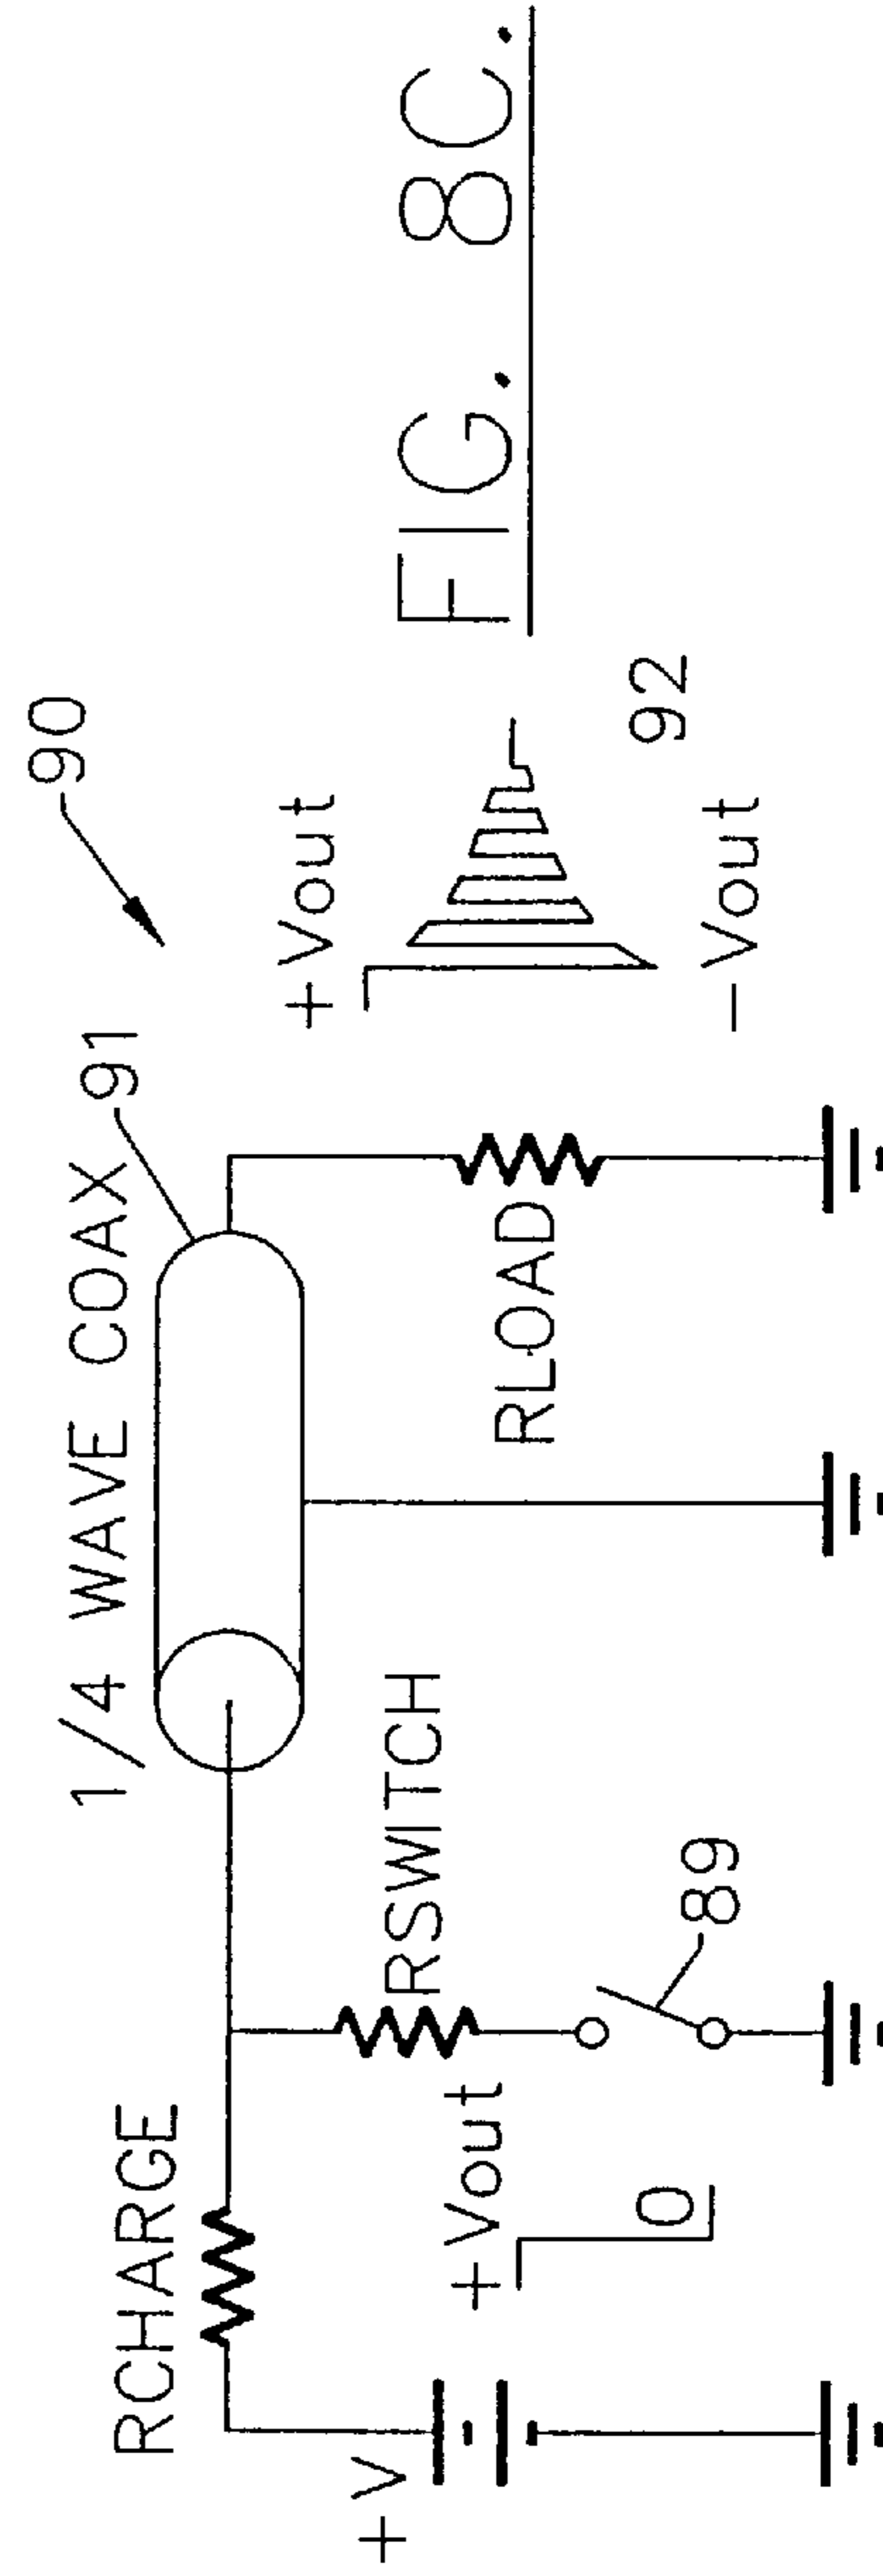 90
1/4 WAVE COAX 91
RCHARGE
+V
+Vout
0
RSWITCH
89
RLOAD
+Vout
92
-Vout
FIG. 8C.